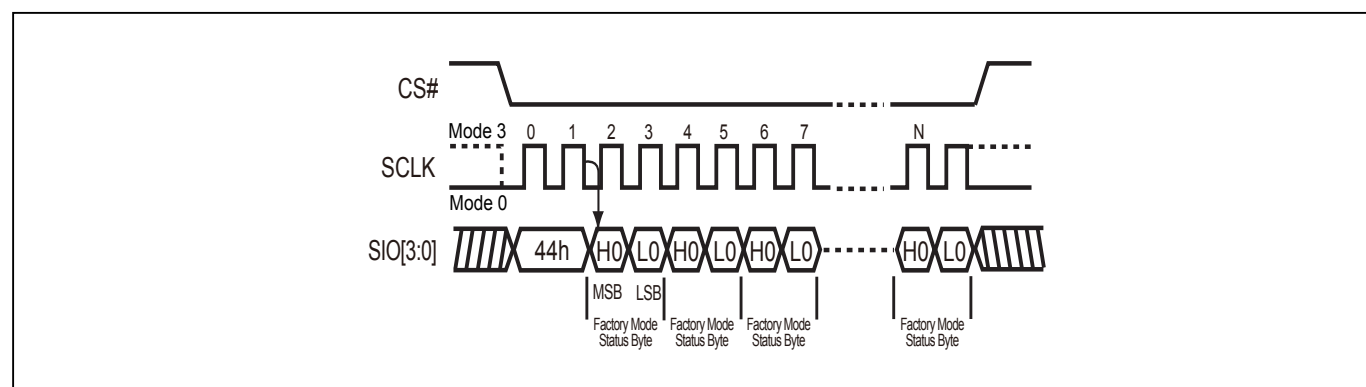 CS#
Mode 3 0 1 2 3 4 5 6 7 N
SCLK
Mode 0
SIO[3:0] 44h H0 L0 H0 L0 H0 L0 H0 L0
MSB LSB
Factory Mode Factory Mode Factory Mode Factory Mode
Status Byte Status Byte Status Byte Status Byte